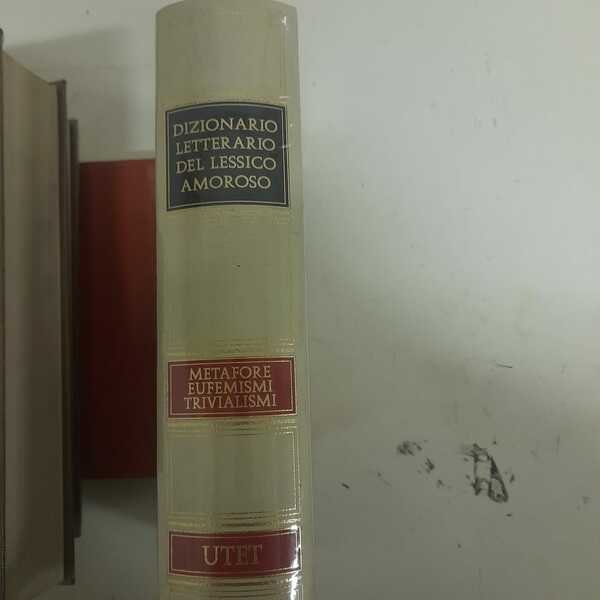 DIZIONARIO
LETTERARIO
DEL LESSICO
AMOROSO
METAFORE
EUFEMISMI
TRIVIALISMI
UTET